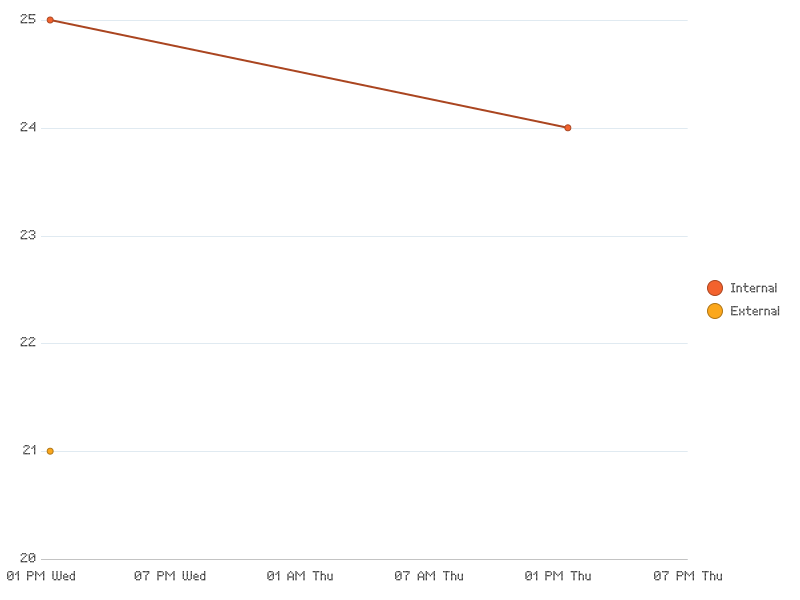 25
24
23
22
21
20
01 PM Wed
07 PM Wed
01 AM Thu
07 AM Thu
01 PM Thu
07 PM Thu
Internal
External